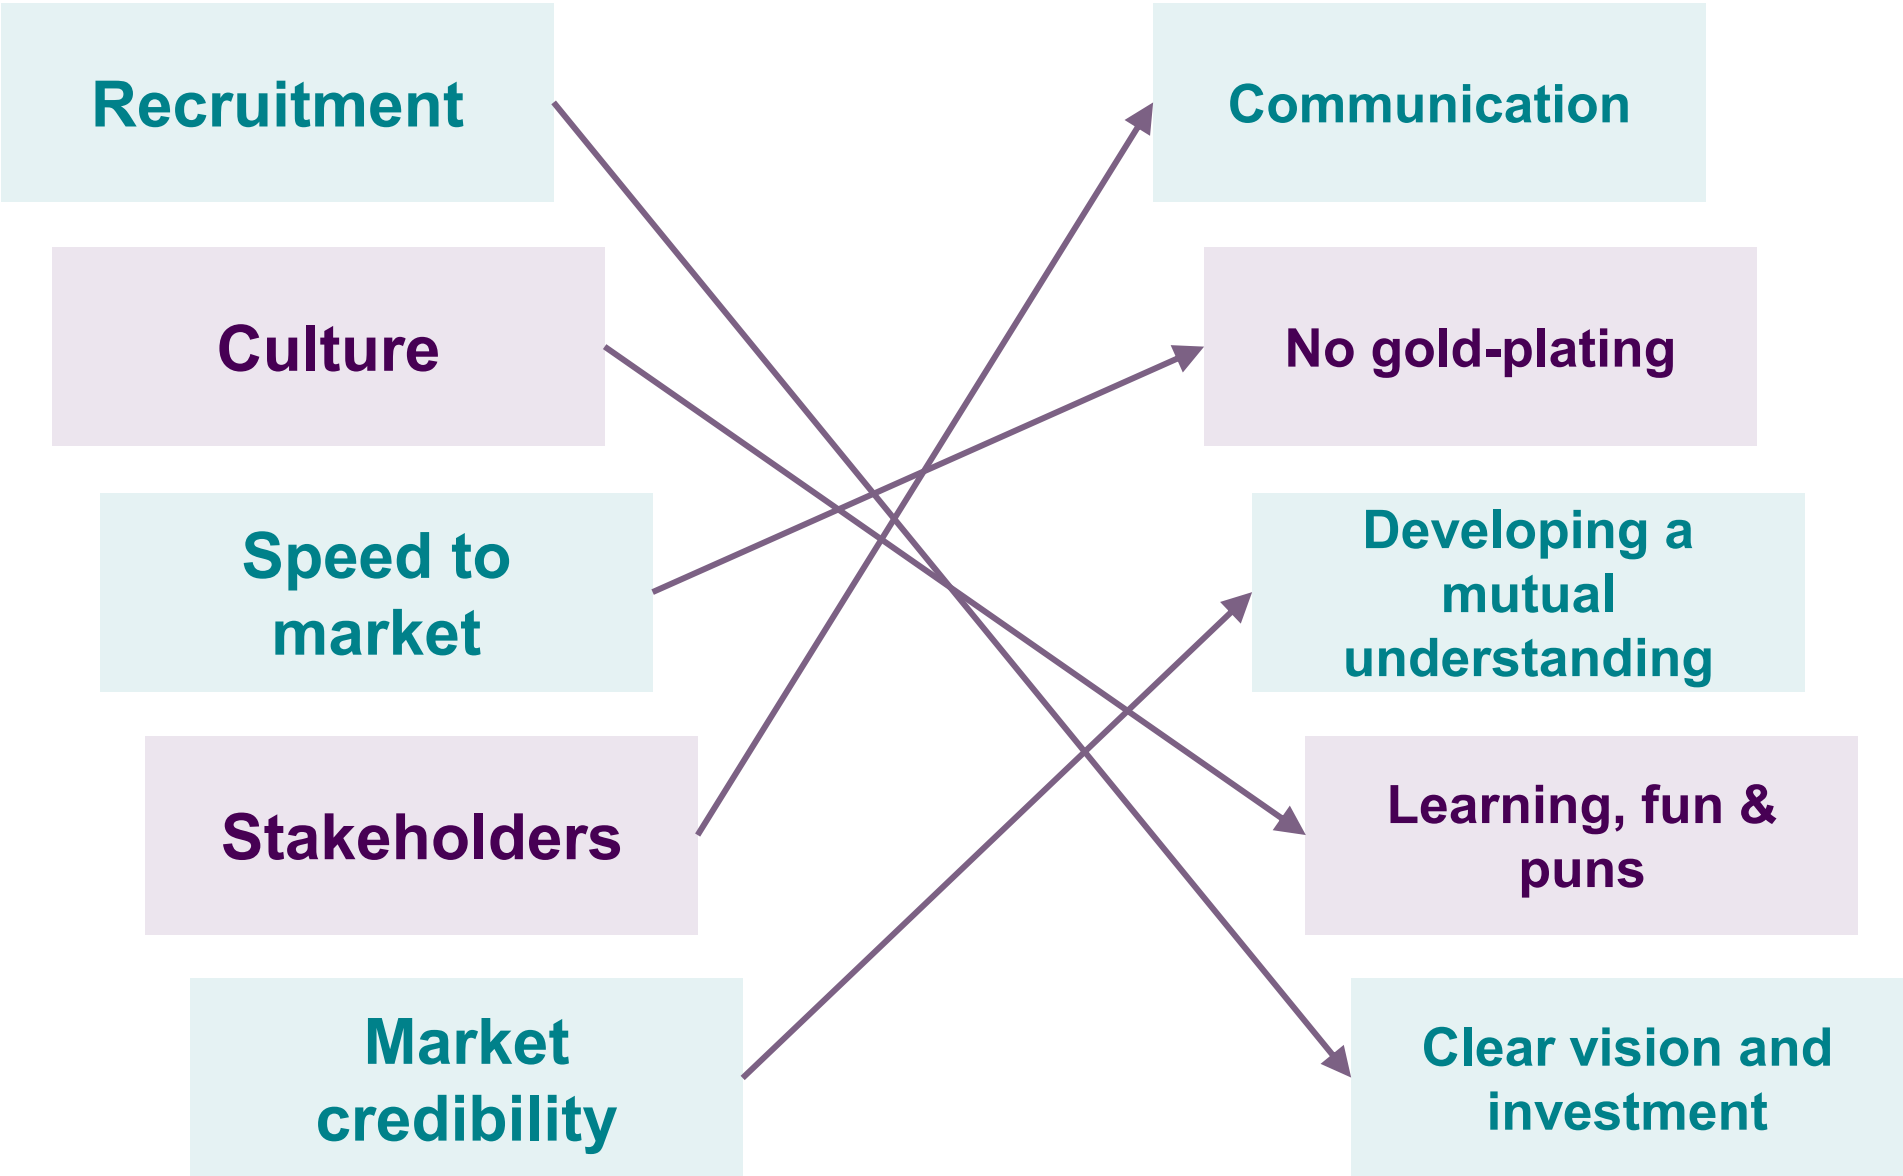 Recruitment
Culture
Speed to
market
Stakeholders
Market
credibility
Communication
No gold-plating
Developing a
mutual
understanding
Learning, fun &
puns
Clear vision and
investment